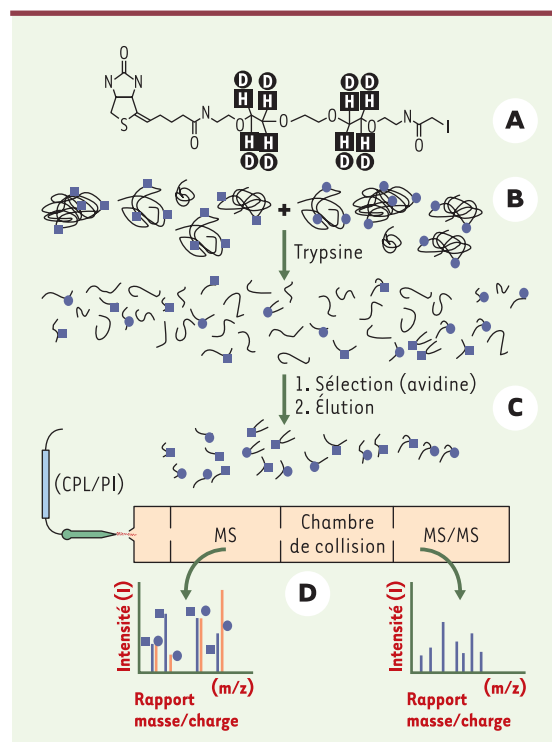 O
HN
N
S
O
N
H
O
D D
H H
H H
D D
O
O
D D
H H
H H
D D
O
N
H
O
I
A
B
+
Trypsine
1. Sélection (avidine)
2. Élution
C
(CPL/PI)
MS
Chambre
de collision
MS/MS
D
Intensité (I)
(m/z)
Rapport
masse/charge
Intensité (I)
(m/z)
Rapport
masse/charge